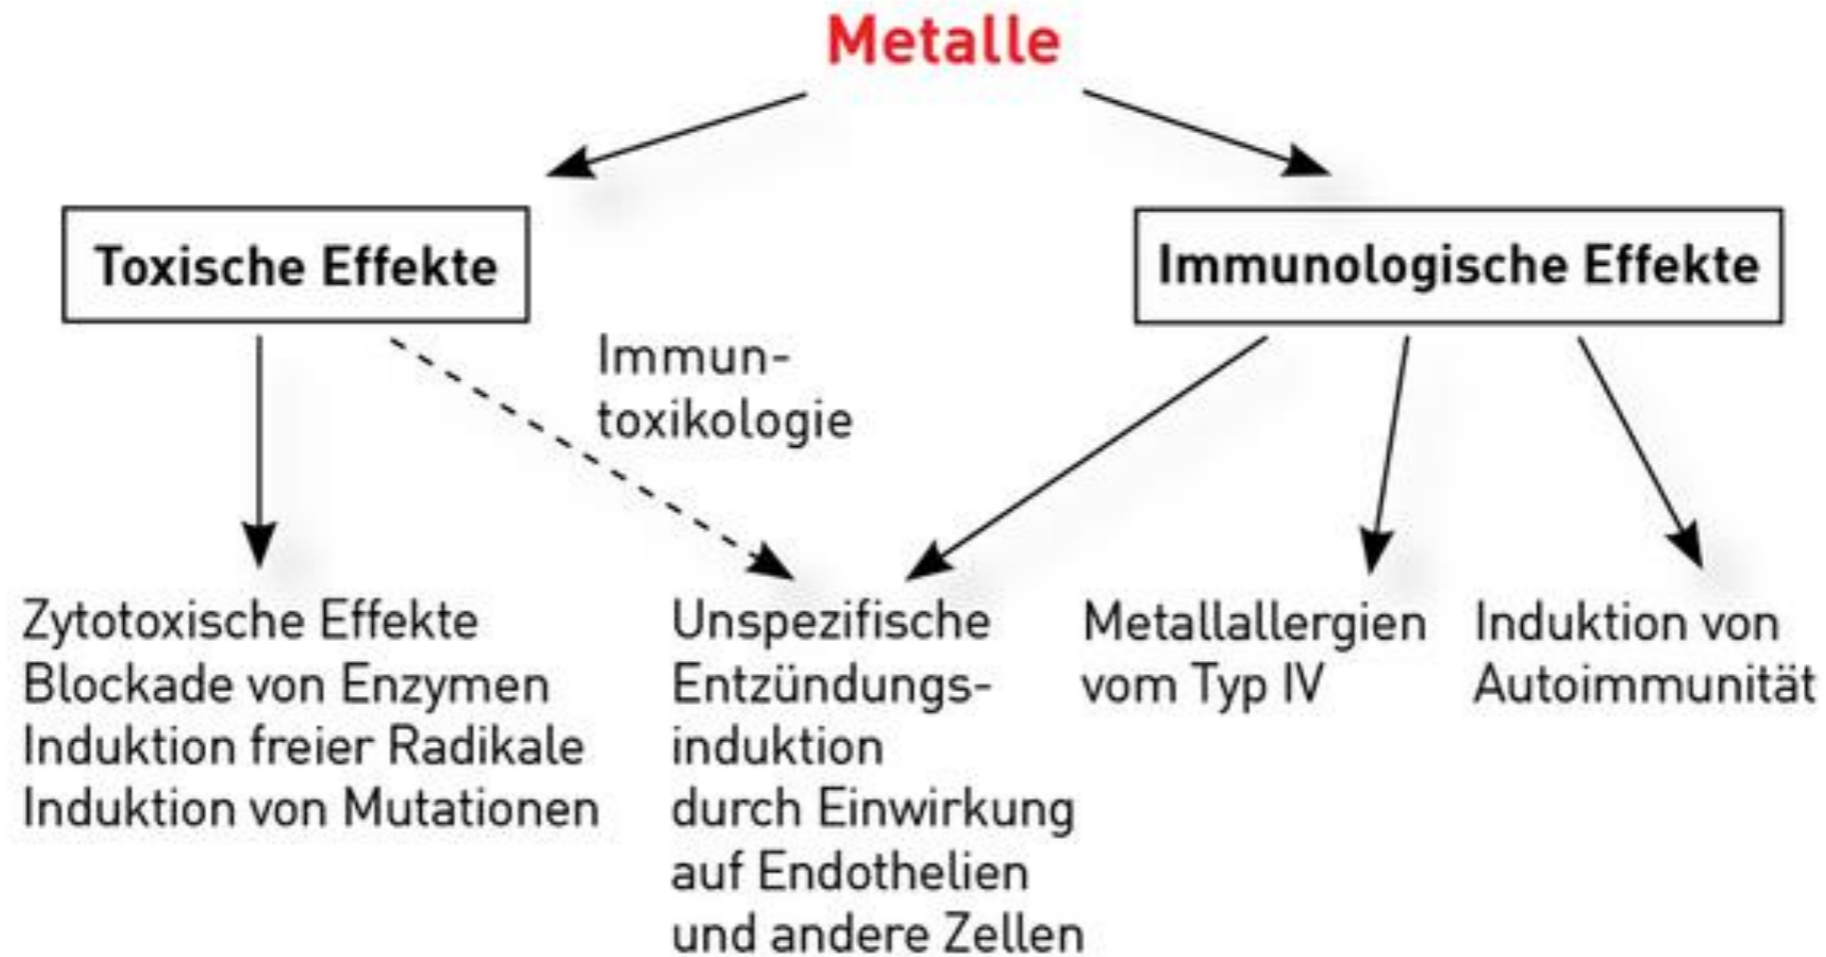 Metalle
Toxische Effekte
Immunologische Effekte
Immun-
toxikologie
Zytotoxische Effekte
Blockade von Enzymen
Induktion freier Radikale
Induktion von Mutationen
Unspezifische
Entzündungs-
induktion
durch Einwirkung
auf Endothelien
und andere Zellen
Metallallergien
vom Typ IV
Induktion von
Autoimmunität